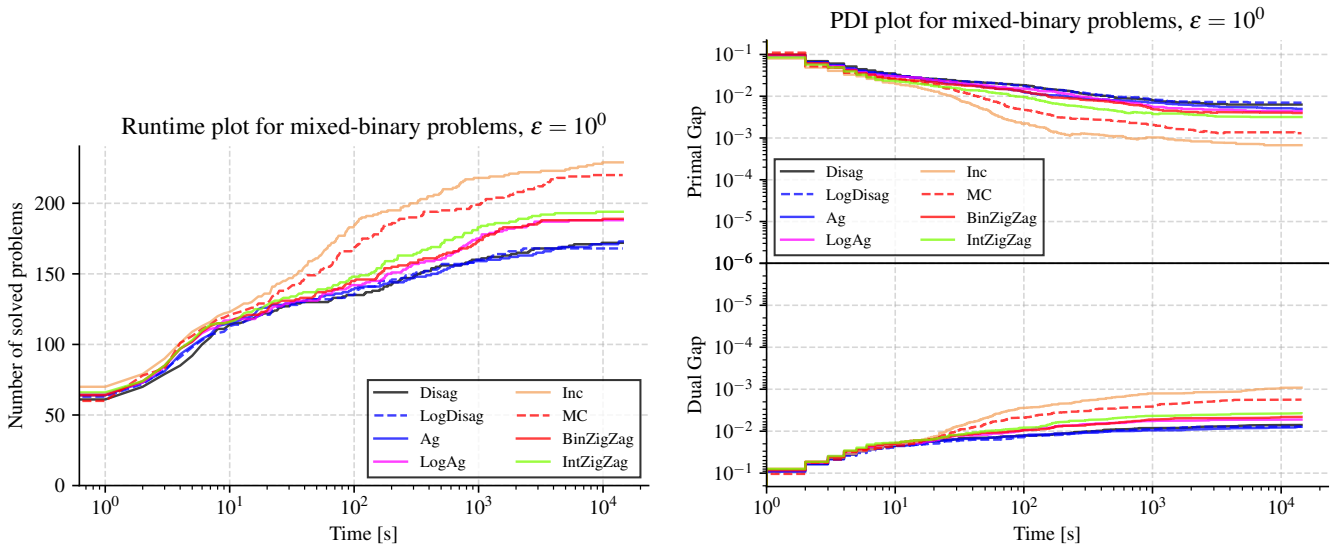 Runtime plot for mixed-binary problems, ε = 10⁰
Number of solved problems
200
150
100
50
0
Disag
LogDisag
Ag
LogAg
Inc
MC
BinZigZag
IntZigZag
10⁰ 10¹ 10² 10³ 10⁴
Time [s]
PDI plot for mixed-binary problems, ε = 10⁰
Primal Gap
10⁻¹
10⁻²
10⁻³
10⁻⁴
10⁻⁵
10⁻⁶
Disag
LogDisag
Ag
LogAg
Inc
MC
BinZigZag
IntZigZag
Dual Gap
10⁻⁵
10⁻⁴
10⁻³
10⁻²
10⁻¹
10⁰ 10¹ 10² 10³ 10⁴
Time [s]